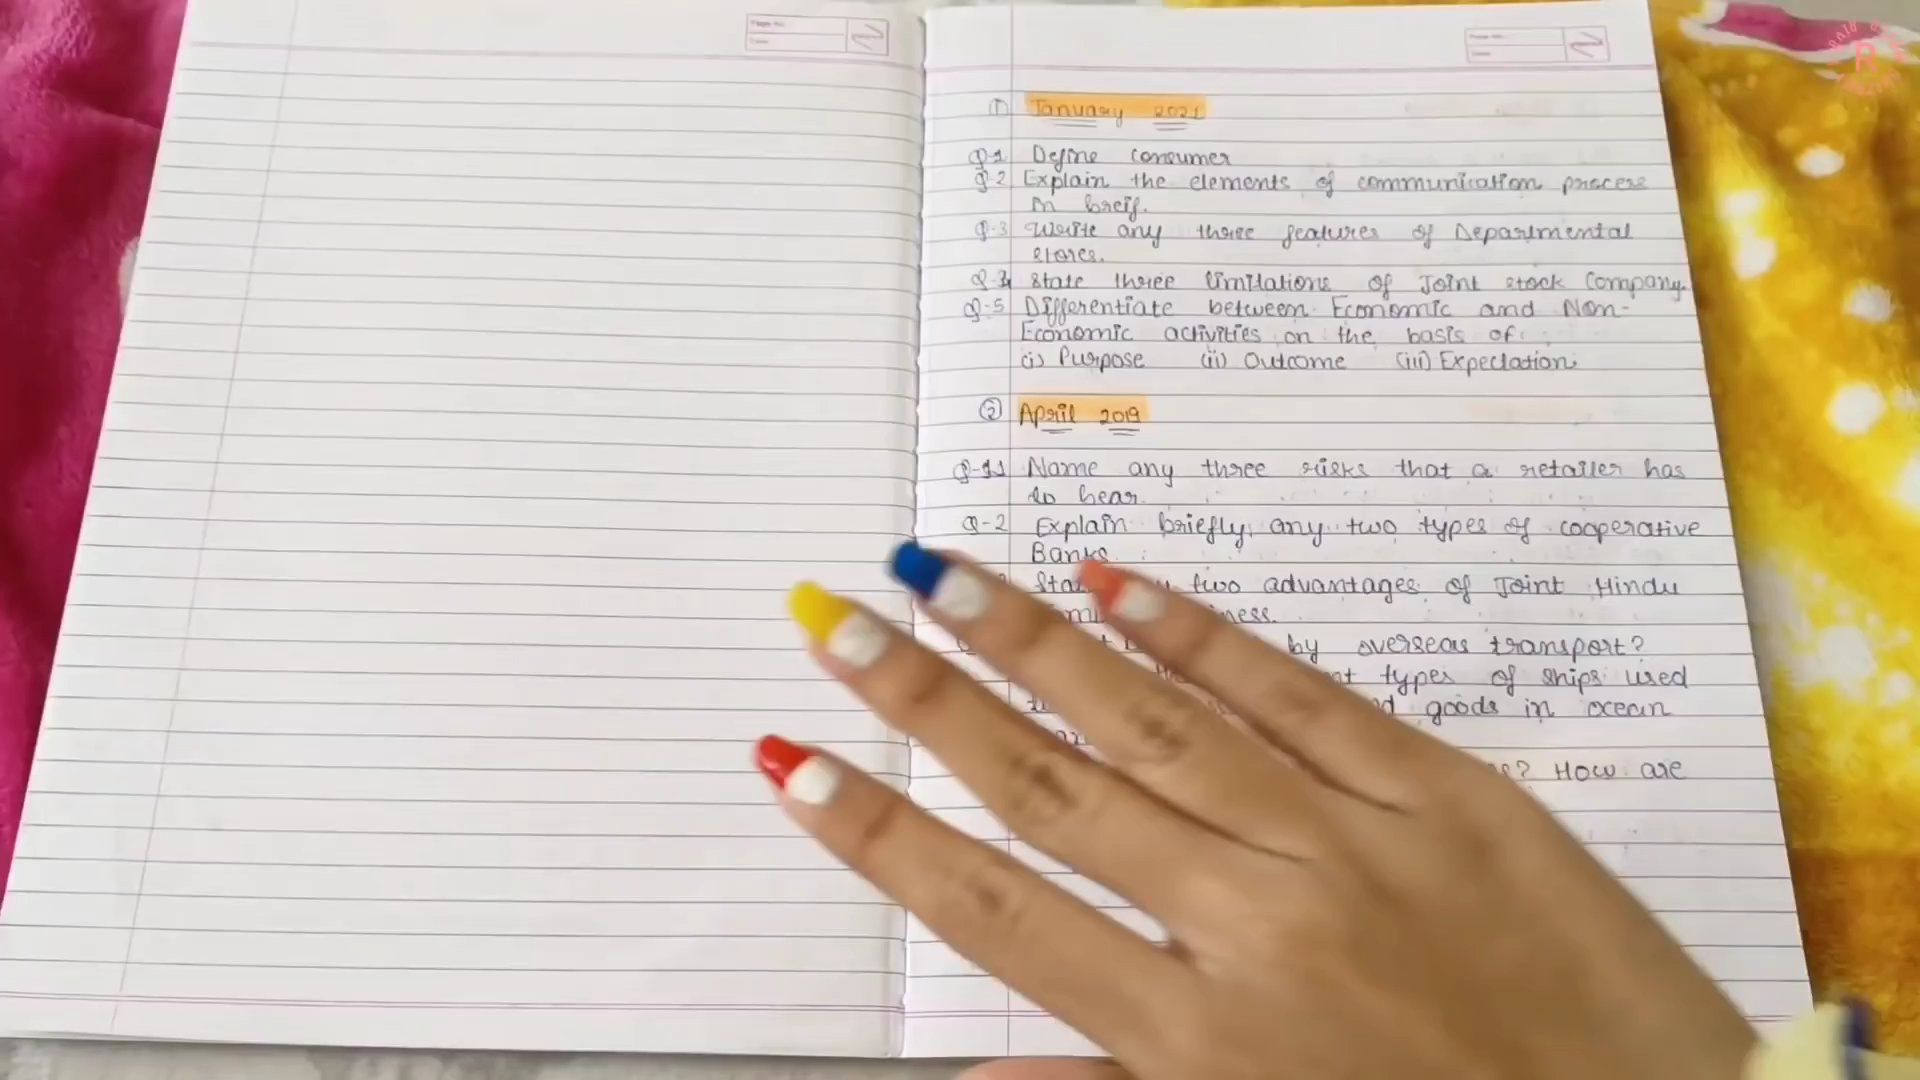 ① January 2021
Q-1 Define consumer
Q-2 Explain the elements of communication process
in breif.
Q-3 Write any three features of Departmental
stores.
Q-4 State three limitations of Joint stock Company.
Q-5 Differentiate between Economic and Non-
Economic activities on the basis of:
(i) Purpose (ii) Outcome (iii) Expectation
② April 2019
Q-1 Name any three risks that a retailer has
to bear.
Q-2 Explain briefly any two types of cooperative
Banks.
two advantages of Joint Hindu
by overseas transport?
types of ships used
goods in ocean
How are
R